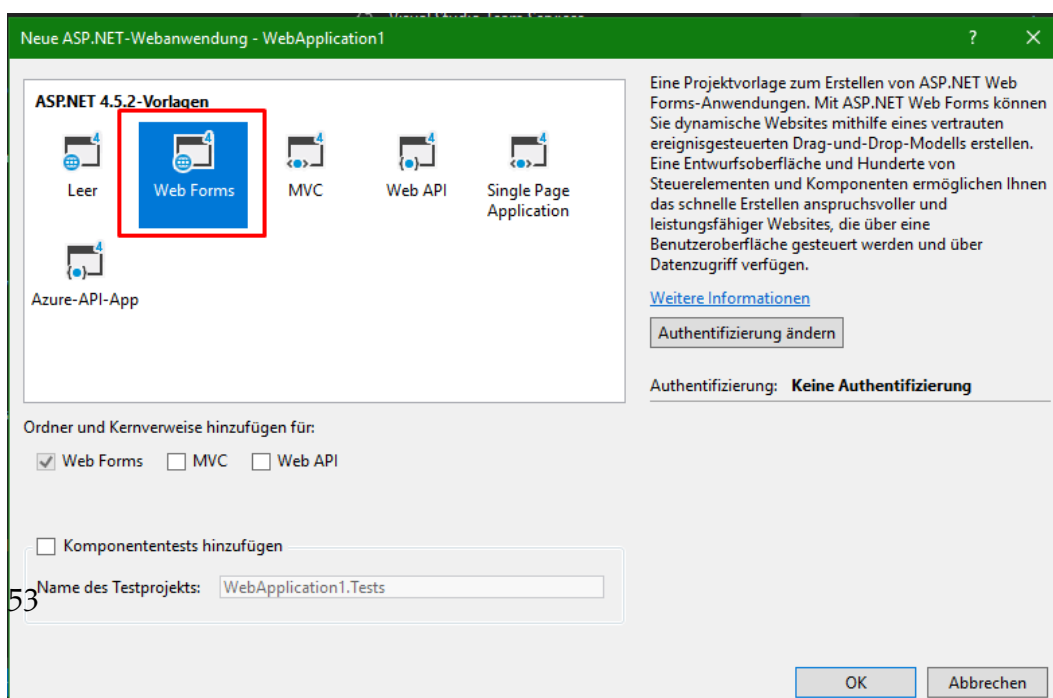 Neue ASP.NET-Webanwendung - WebApplication1
?
ASP.NET 4.5.2-Vorlagen
Leer
Web Forms
MVC
Web API
Single Page
Application
Azure-API-App
Eine Projektvorlage zum Erstellen von ASP.NET Web
Forms-Anwendungen. Mit ASP.NET Web Forms können
Sie dynamische Websites mithilfe eines vertrauten
ereignisgesteuerten Drag-und-Drop-Modells erstellen.
Eine Entwurfsoberfläche und Hunderte von
Steuerelementen und Komponenten ermöglichen Ihnen
das schnelle Erstellen anspruchsvoller und
leistungsfähiger Websites, die über eine
Benutzeroberfläche gesteuert werden und über
Datenzugriff verfügen.
Weitere Informationen
Authentifizierung ändern
Authentifizierung: Keine Authentifizierung
Ordner und Kernverweise hinzufügen für:
Web Forms MVC Web API
Komponententests hinzufügen
Name des Testprojekts: WebApplication1.Tests
53
OK Abbrechen